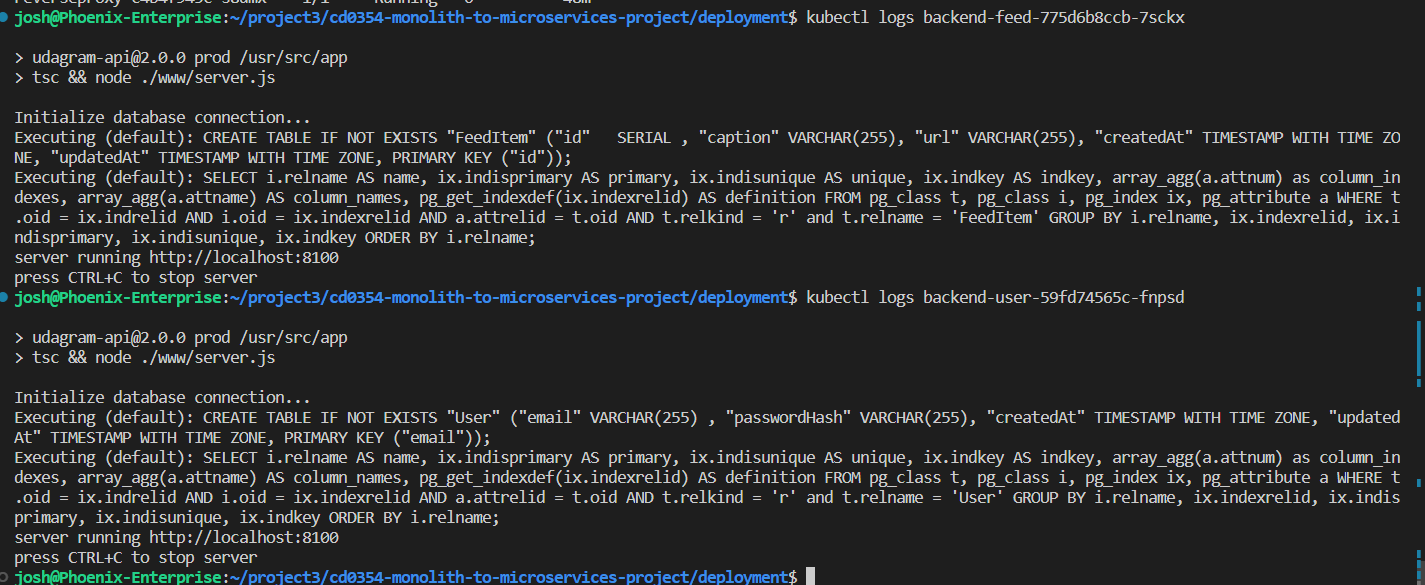 josh@Phoenix-Enterprise:~/project3/cd0354-monolith-to-microservices-project/deployment$ kubectl logs backend-feed-775d6b8ccb-7sckx
> udagram-api@2.0.0 prod /usr/src/app
> tsc && node ./www/server.js
Initialize database connection...
Executing (default): CREATE TABLE IF NOT EXISTS "FeedItem" ("id"   SERIAL , "caption" VARCHAR(255), "url" VARCHAR(255), "createdAt" TIMESTAMP WITH TIME ZO
NE, "updatedAt" TIMESTAMP WITH TIME ZONE, PRIMARY KEY ("id"));
Executing (default): SELECT i.relname AS name, ix.indisprimary AS primary, ix.indisunique AS unique, ix.indkey AS indkey, array_agg(a.attnum) as column_in
dexes, array_agg(a.attname) AS column_names, pg_get_indexdef(ix.indexrelid) AS definition FROM pg_class t, pg_class i, pg_index ix, pg_attribute a WHERE t
.oid = ix.indrelid AND i.oid = ix.indexrelid AND a.attrelid = t.oid AND t.relkind = 'r' and t.relname = 'FeedItem' GROUP BY i.relname, ix.indexrelid, ix.i
ndisprimary, ix.indisunique, ix.indkey ORDER BY i.relname;
server running http://localhost:8100
press CTRL+C to stop server
josh@Phoenix-Enterprise:~/project3/cd0354-monolith-to-microservices-project/deployment$ kubectl logs backend-user-59fd74565c-fnpsd
> udagram-api@2.0.0 prod /usr/src/app
> tsc && node ./www/server.js
Initialize database connection...
Executing (default): CREATE TABLE IF NOT EXISTS "User" ("email" VARCHAR(255) , "passwordHash" VARCHAR(255), "createdAt" TIMESTAMP WITH TIME ZONE, "updated
At" TIMESTAMP WITH TIME ZONE, PRIMARY KEY ("email"));
Executing (default): SELECT i.relname AS name, ix.indisprimary AS primary, ix.indisunique AS unique, ix.indkey AS indkey, array_agg(a.attnum) as column_in
dexes, array_agg(a.attname) AS column_names, pg_get_indexdef(ix.indexrelid) AS definition FROM pg_class t, pg_class i, pg_index ix, pg_attribute a WHERE t
.oid = ix.indrelid AND i.oid = ix.indexrelid AND a.attrelid = t.oid AND t.relkind = 'r' and t.relname = 'User' GROUP BY i.relname, ix.indexrelid, ix.indis
primary, ix.indisunique, ix.indkey ORDER BY i.relname;
server running http://localhost:8100
press CTRL+C to stop server
josh@Phoenix-Enterprise:~/project3/cd0354-monolith-to-microservices-project/deployment$